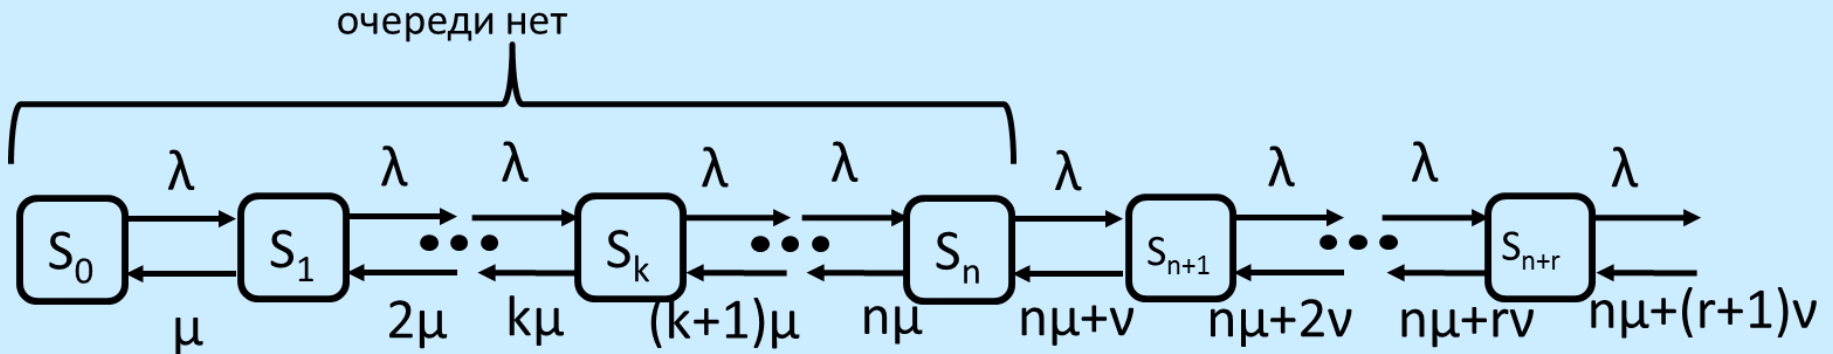 очереди нет
λ λ λ λ λ λ λ λ λ
S₀ S₁ Sₖ Sₙ Sₙ₊₁ Sₙ₊ᵣ
μ 2μ kμ (k+1)μ nμ nμ+ν nμ+2ν nμ+rν nμ+(r+1)ν